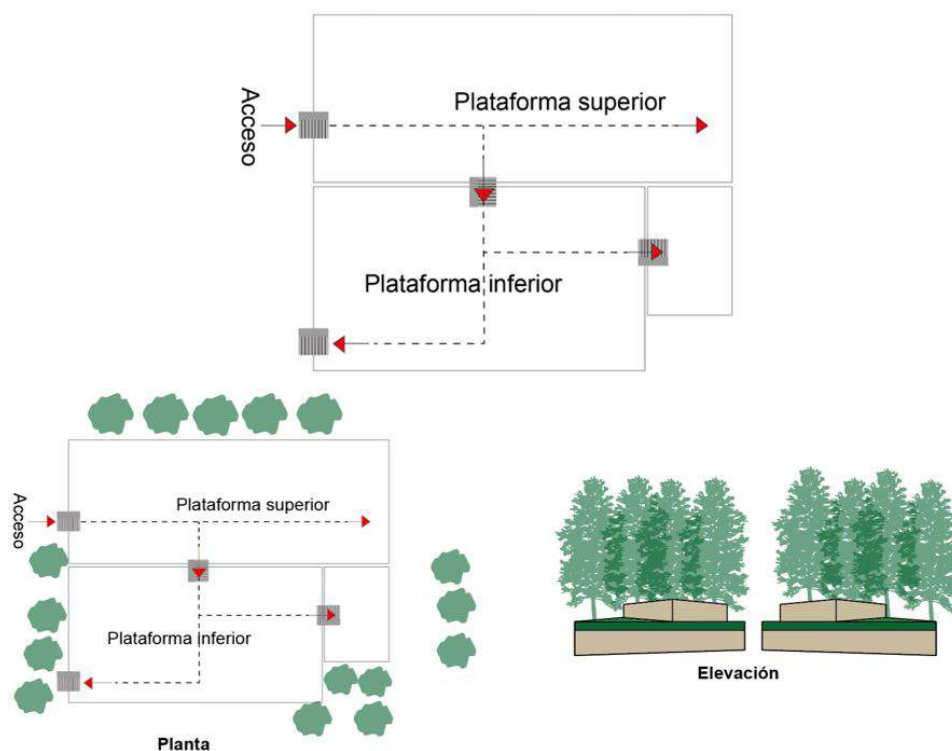 Acceso
Plataforma superior
Plataforma inferior
Acceso
Plataforma superior
Plataforma inferior
Planta
Elevación